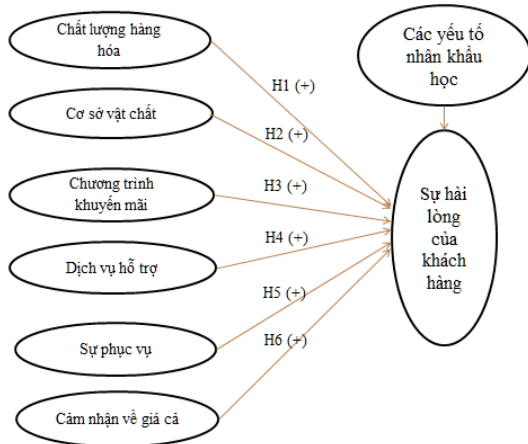 Chất lượng hàng
hóa
Cơ sở vật chất
Chương trình
khuyến mãi
Dịch vụ hỗ trợ
Sự phục vụ
Cảm nhận về giá cả
H1 (+)
H2 (+)
H3 (+)
H4 (+)
H5 (+)
H6 (+)
Các yếu tố
nhân khẩu
học
Sự hài
lòng
của
khách
hàng